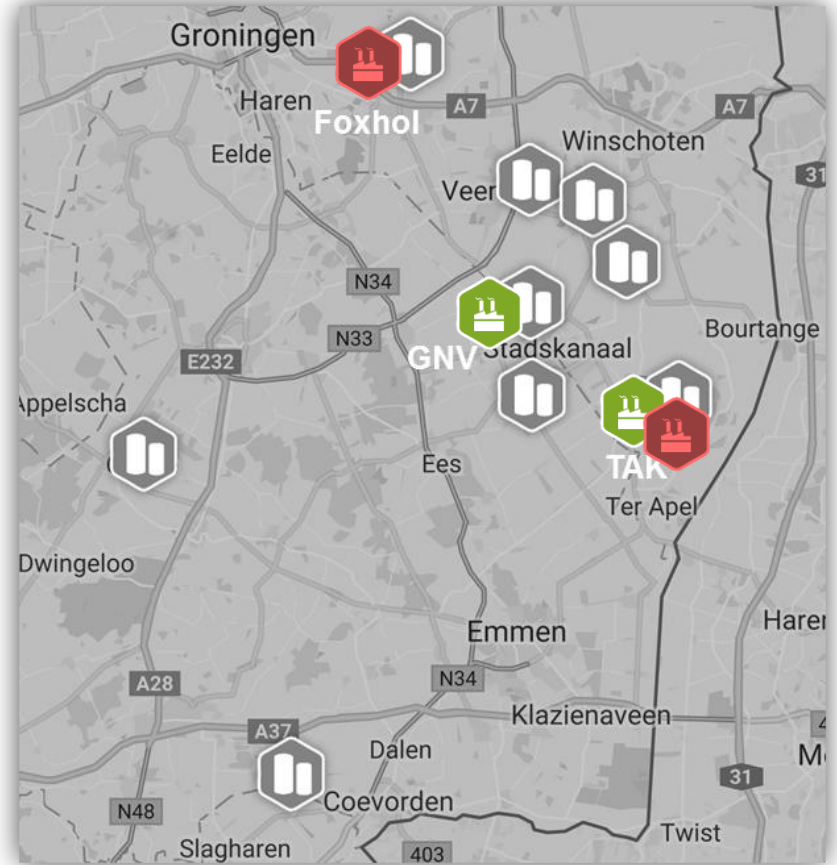 Groningen
Haren
Foxhol
A7
A7
Eelde
Winschoten
Veer
31
N34
N33
Bourtange
GNV
Stadskanaal
E232
Appelscha
Ees
TAK
Ter Apel
Dwingeloo
Emmen
Haren
A28
N34
Klazienaveen
A37
Dalen
31
N48
Coevorden
Twist
Slagharen
403